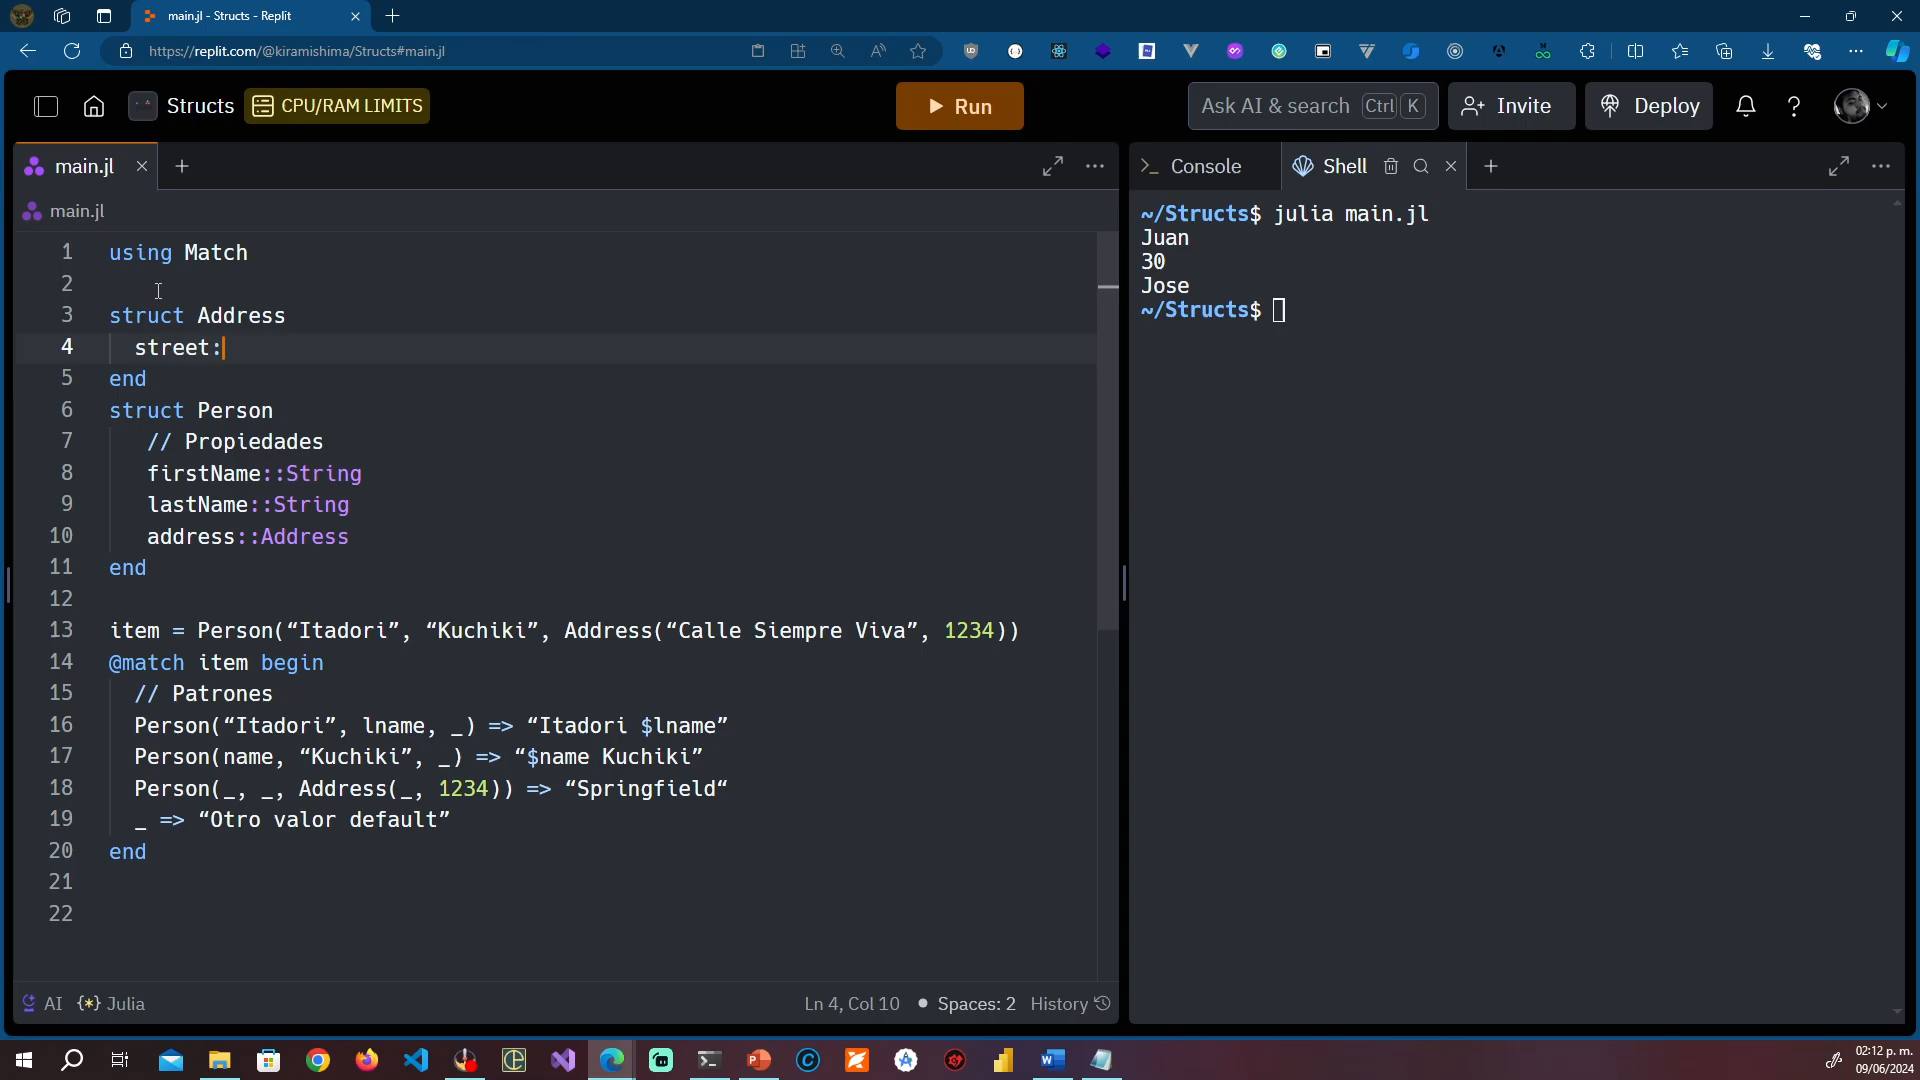 main.jl - Structs - Replit
https://replit.com/@kiramishima/Structs#main.jl
Structs
CPU/RAM LIMITS
Run
Ask AI & search Ctrl K
Invite
Deploy
main.jl
main.jl
1 using Match
2
3 struct Address
4 street:
5 end
6 struct Person
7 // Propiedades
8 firstName::String
9 lastName::String
10 address::Address
11 end
12
13 item = Person(“Itadori”, “Kuchiki”, Address(“Calle Siempre Viva”, 1234))
14 @match item begin
15 // Patrones
16 Person(“Itadori”, lname, _) => “Itadori $lname”
17 Person(name, “Kuchiki”, _) => “$name Kuchiki”
18 Person(_, _, Address(_, 1234)) => “Springfield“
19 _ => “Otro valor default”
20 end
21
22
AI {*} Julia
Ln 4, Col 10 • Spaces: 2 History
Console
Shell
~/Structs$ julia main.jl
Juan
30
Jose
~/Structs$
02:12 p. m.
09/06/2024